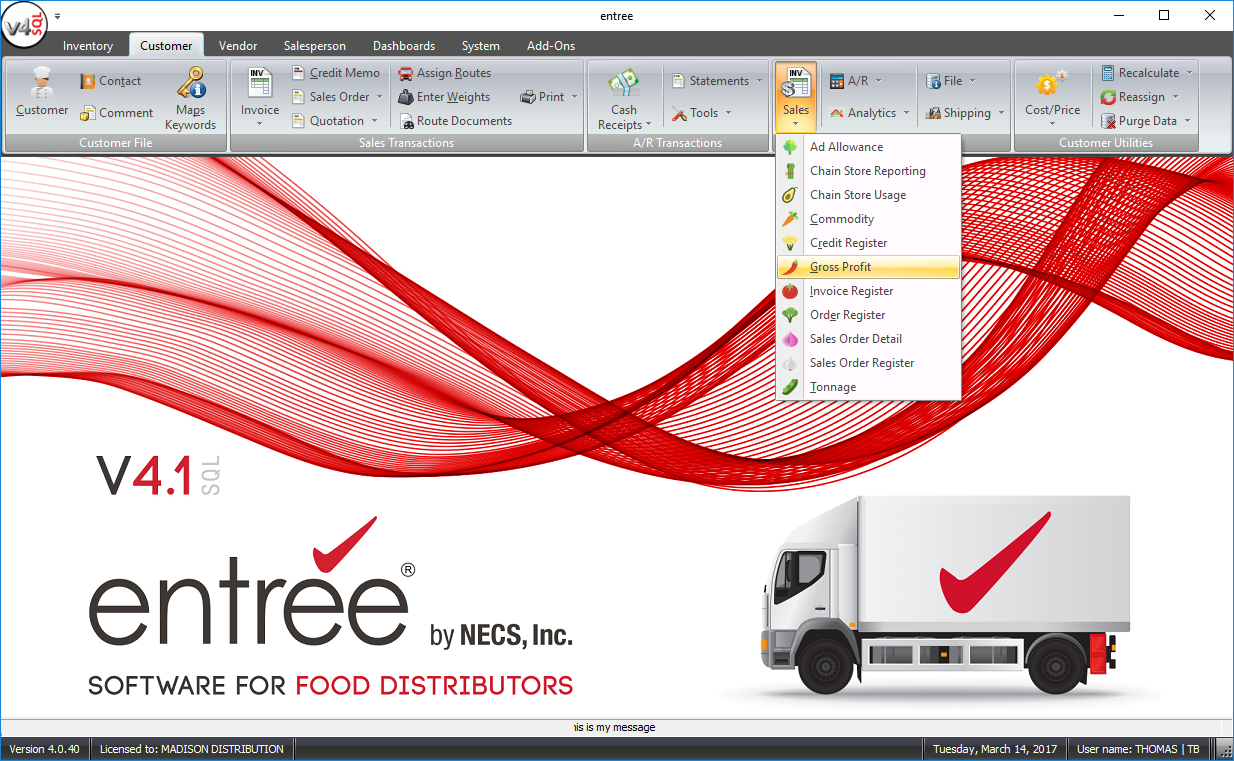 entree
V4 SQL
Inventory Customer Vendor Salesperson Dashboards System Add-Ons
Customer
Contact
Comment
Maps
Keywords
Customer File
INV
Invoice
Credit Memo
Sales Order
Quotation
Assign Routes
Enter Weights
Route Documents
Print
Sales Transactions
Cash
Receipts
Statements
Tools
A/R Transactions
INV
$
Sales
A/R
Analytics
File
Shipping
Cost/Price
Recalculate
Reassign
Purge Data
Customer Utilities
Ad Allowance
Chain Store Reporting
Chain Store Usage
Commodity
Credit Register
Gross Profit
Invoice Register
Order Register
Sales Order Detail
Sales Order Register
Tonnage
V4.1 SQL
entrée®
by NECS, Inc.
SOFTWARE FOR FOOD DISTRIBUTORS
his is my message
Version 4.0.40 Licensed to: MADISON DISTRIBUTION Tuesday, March 14, 2017 User name: THOMAS | TB